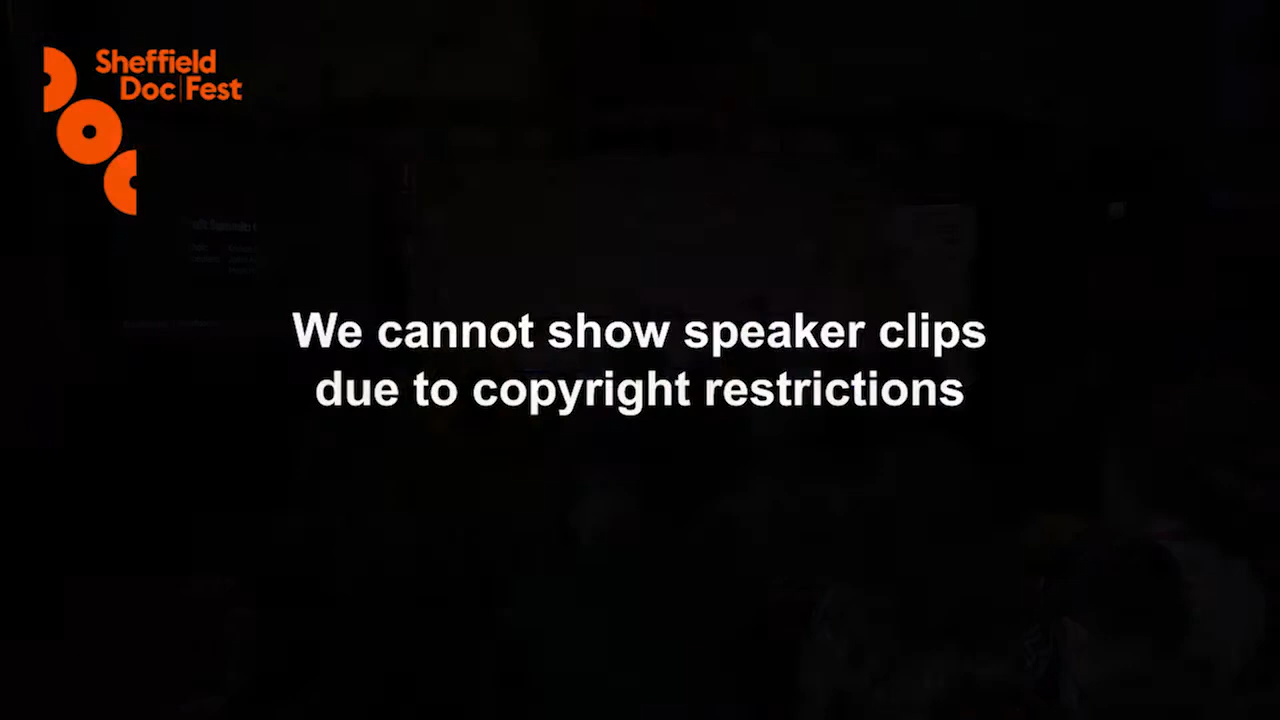 Sheffield
Doc|Fest
We cannot show speaker clips
due to copyright restrictions